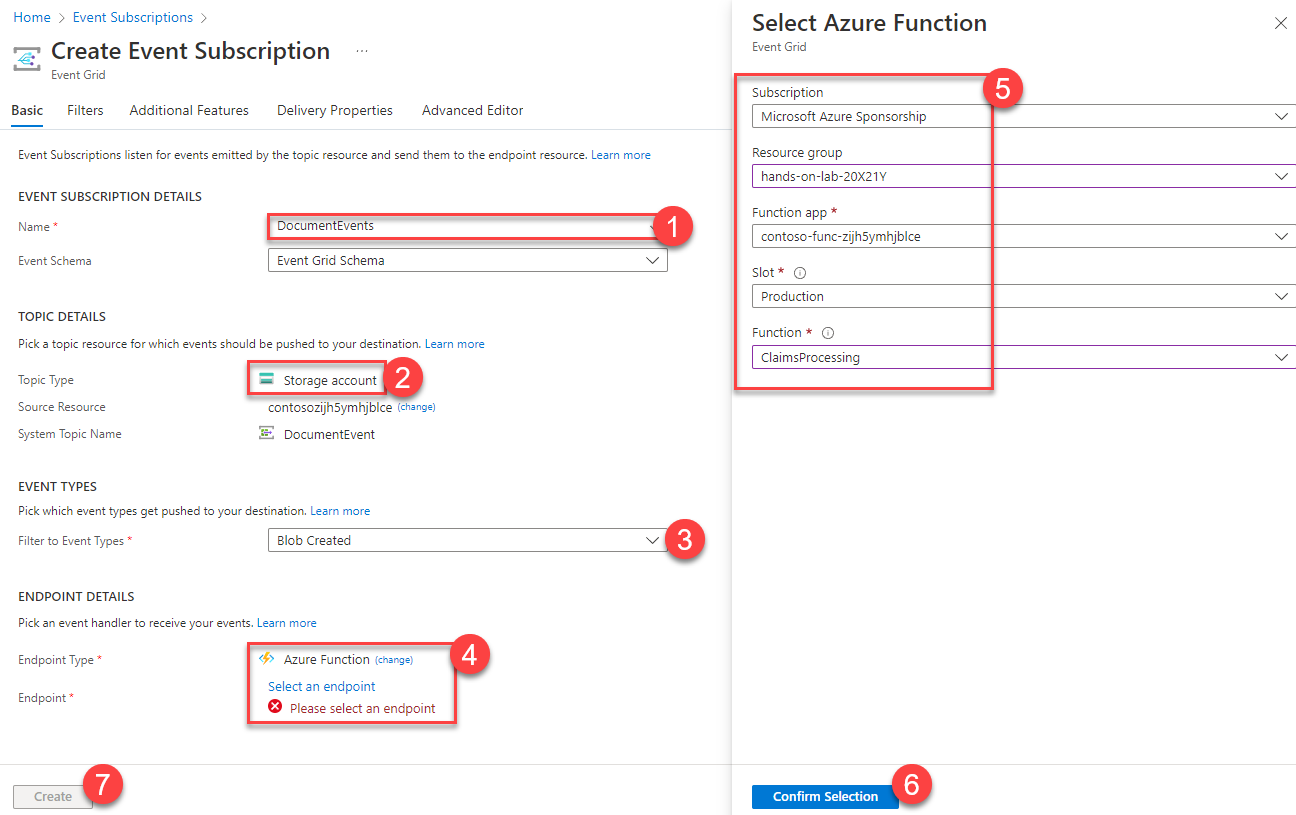 Home > Event Subscriptions >
Create Event Subscription ...
Event Grid
Basic Filters Additional Features Delivery Properties Advanced Editor
Event Subscriptions listen for events emitted by the topic resource and send them to the endpoint resource. Learn more
EVENT SUBSCRIPTION DETAILS
Name * DocumentEvents 1
Event Schema Event Grid Schema
TOPIC DETAILS
Pick a topic resource for which events should be pushed to your destination. Learn more
Topic Type Storage account 2
Source Resource contosozijh5ymhjblce (change)
System Topic Name DocumentEvent
EVENT TYPES
Pick which event types get pushed to your destination. Learn more
Filter to Event Types * Blob Created 3
ENDPOINT DETAILS
Pick an event handler to receive your events. Learn more
Endpoint Type * Azure Function (change) 4
Select an endpoint
Endpoint *
Please select an endpoint
Create 7
Select Azure Function
Event Grid
5
Subscription
Microsoft Azure Sponsorship
Resource group
hands-on-lab-20X21Y
Function app *
contoso-func-zijh5ymhjblce
Slot *
Production
Function *
ClaimsProcessing
Confirm Selection 6